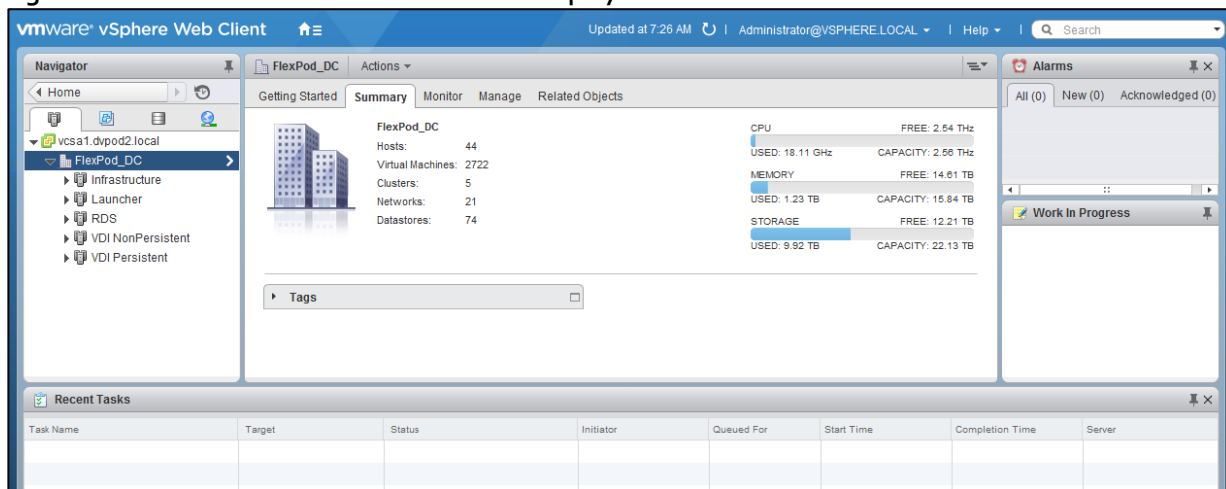 vmware® vSphere Web Client
Updated at 7:26 AM | Administrator@VSPHERE.LOCAL | Help | Search
Navigator
Home
vcsa1.dvpod2.local
FlexPod_DC
Infrastructure
Launcher
RDS
VDI NonPersistent
VDI Persistent
FlexPod_DC Actions
Getting Started Summary Monitor Manage Related Objects
FlexPod_DC
Hosts: 44
Virtual Machines: 2722
Clusters: 5
Networks: 21
Datastores: 74
CPU FREE: 2.54 THz
USED: 18.11 GHz CAPACITY: 2.56 THz
MEMORY FREE: 14.61 TB
USED: 1.23 TB CAPACITY: 15.84 TB
STORAGE FREE: 12.21 TB
USED: 9.92 TB CAPACITY: 22.13 TB
Tags
Alarms
All (0) New (0) Acknowledged (0)
Work In Progress
Recent Tasks
Task Name Target Status Initiator Queued For Start Time Completion Time Server